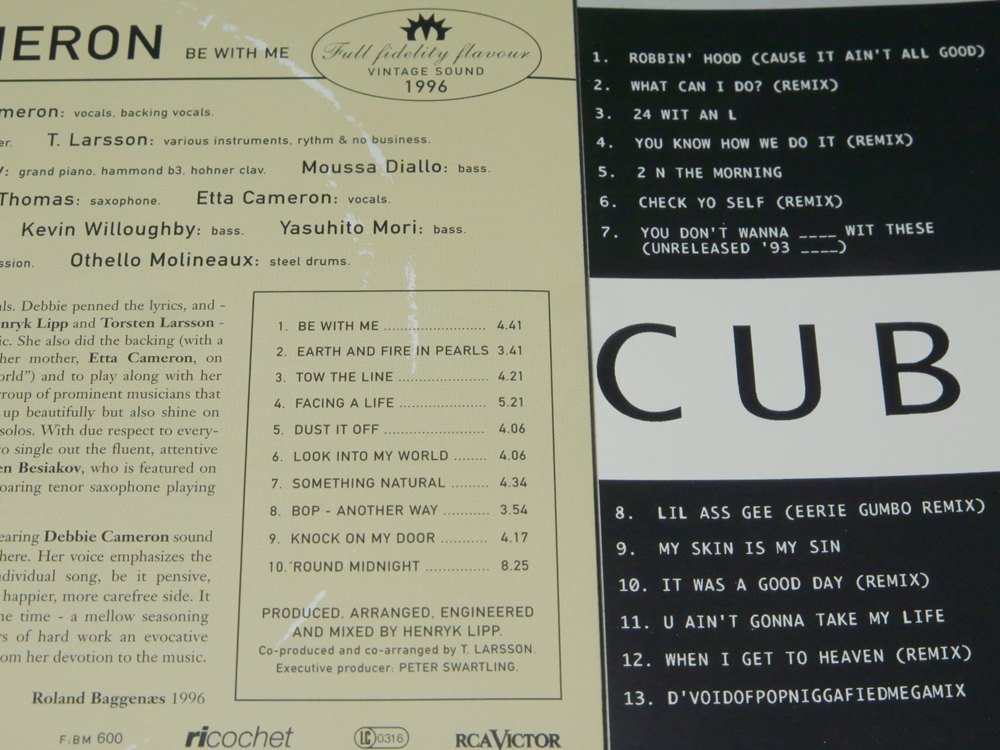 MERON BE WITH ME
Full fidelity flavour
VINTAGE SOUND
1996
meron: vocals, backing vocals.
er. T. Larsson: various instruments, rythm & no business.
y: grand piano, hammond b3, hohner clav. Moussa Diallo: bass.
Thomas: saxophone. Etta Cameron: vocals.
Kevin Willoughby: bass. Yasuhito Mori: bass.
ssion. Othello Molineaux: steel drums.
als. Debbie penned the lyrics, and -
nryk Lipp and Torsten Larsson -
ic. She also did the backing (with a
her mother, Etta Cameron, on
orld") and to play along with her
group of prominent musicians that
up beautifully but also shine on
solos. With due respect to every-
to single out the fluent, attentive
en Besiakov, who is featured on
oaring tenor saxophone playing
earing Debbie Cameron sound
here. Her voice emphasizes the
ndividual song, be it pensive,
happier, more carefree side. It
me time - a mellow seasoning
rs of hard work an evocative
om her devotion to the music.
Roland Baggenæs 1996
1. BE WITH ME 4.41
2. EARTH AND FIRE IN PEARLS 3.41
3. TOW THE LINE 4.21
4. FACING A LIFE 5.21
5. DUST IT OFF 4.06
6. LOOK INTO MY WORLD 4.06
7. SOMETHING NATURAL 4.34
8. BOP - ANOTHER WAY 3.54
9. KNOCK ON MY DOOR 4.17
10.'ROUND MIDNIGHT 8.25
PRODUCED, ARRANGED, ENGINEERED
AND MIXED BY HENRYK LIPP.
Co-produced and co-arranged by T. LARSSON.
Executive producer: PETER SWARTLING.
F:BM 600 ricochet LC 0316 RCA VICTOR
1. ROBBIN' HOOD (CAUSE IT AIN'T ALL GOOD)
2. WHAT CAN I DO? (REMIX)
3. 24 WIT AN L
4. YOU KNOW HOW WE DO IT (REMIX)
5. 2 N THE MORNING
6. CHECK YO SELF (REMIX)
7. YOU DON'T WANNA ____ WIT THESE
(UNRELEASED '93 ____)
CUB
8. LIL ASS GEE (EERIE GUMBO REMIX)
9. MY SKIN IS MY SIN
10. IT WAS A GOOD DAY (REMIX)
11. U AIN'T GONNA TAKE MY LIFE
12. WHEN I GET TO HEAVEN (REMIX)
13. D'VOIDOFPOPNIGGAFIEDMEGAMIX